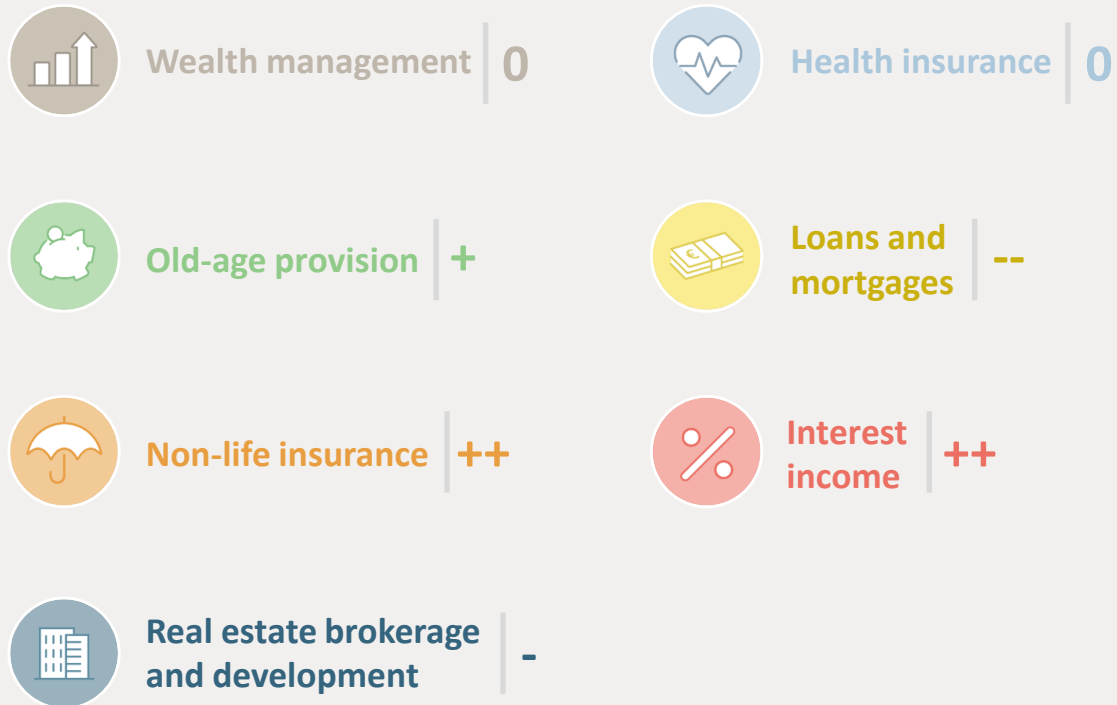 Wealth management 0
Health insurance 0
Old-age provision +
Loans and
mortgages --
Non-life insurance ++
Interest
income ++
Real estate brokerage
and development -
€